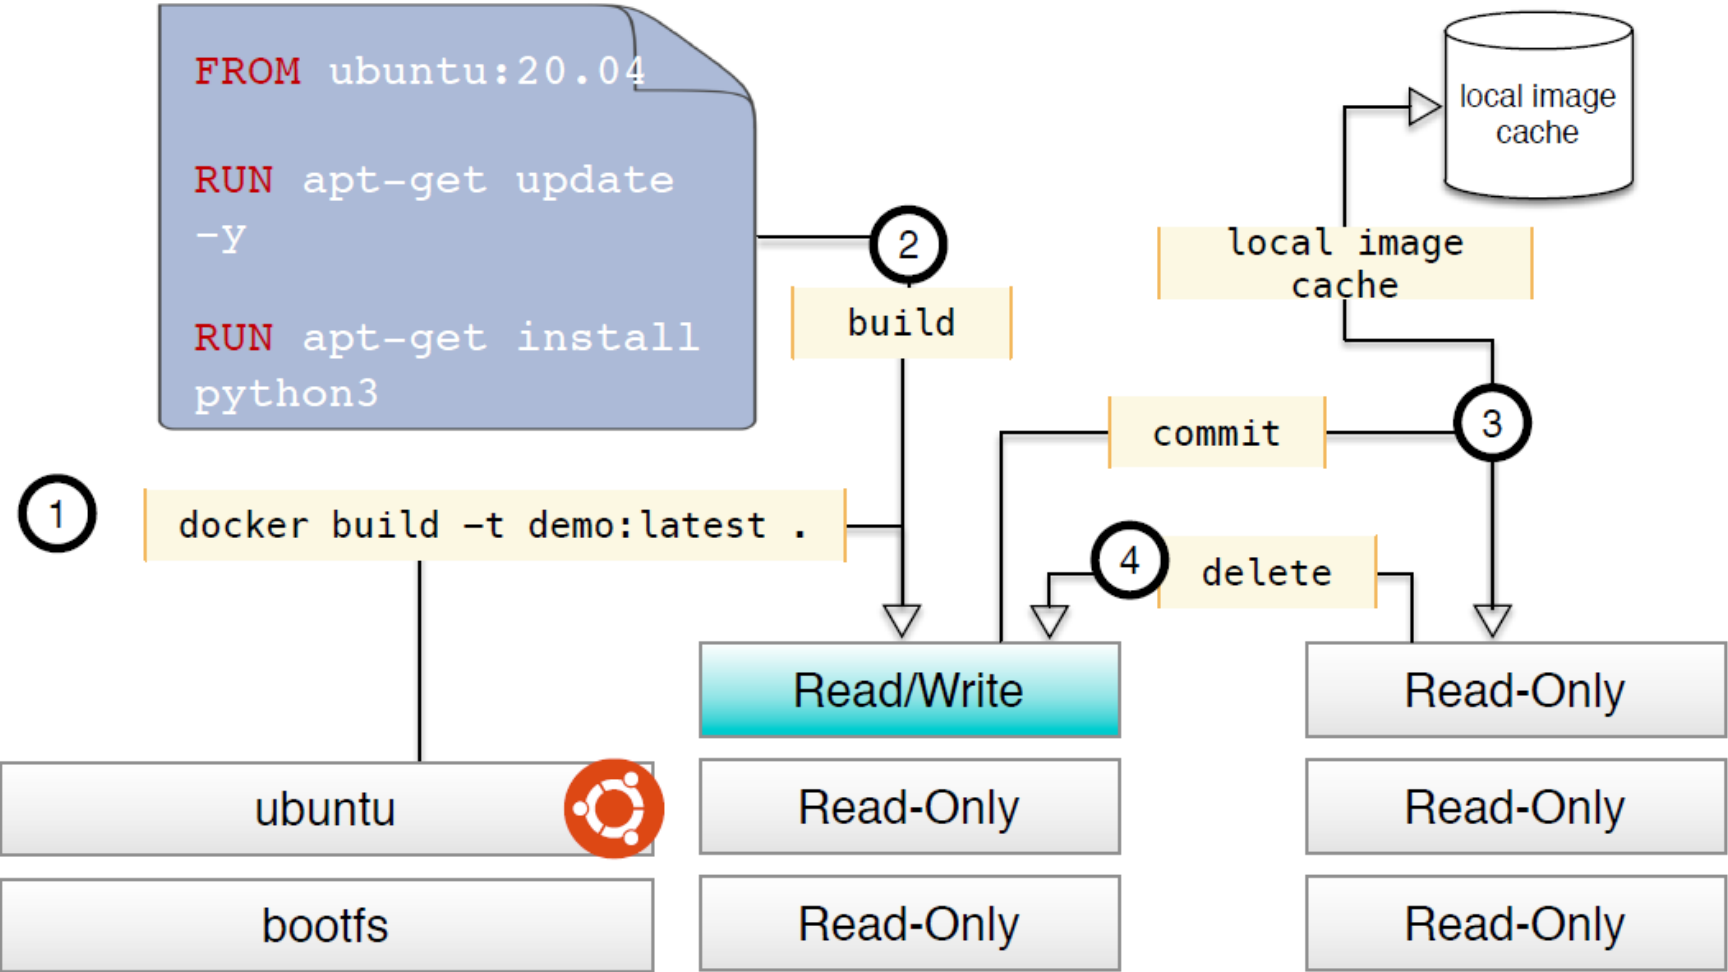 FROM ubuntu:20.04
RUN apt-get update
-y
RUN apt-get install
python3
local image
cache
2
local image
cache
build
3
commit
1
docker build -t demo:latest .
4
delete
Read/Write
Read-Only
ubuntu
Read-Only
Read-Only
bootfs
Read-Only
Read-Only